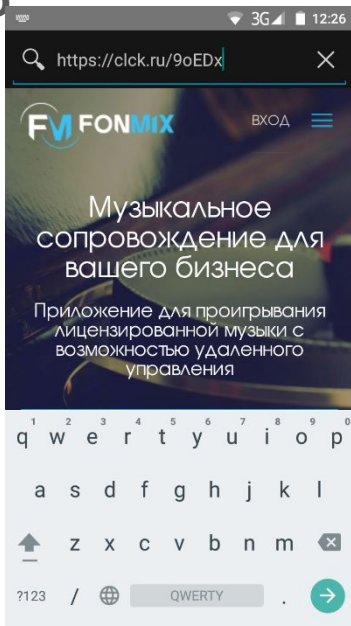 3G 12:26
https://clck.ru/9oEDx
FM FONMIX ВХОД
Музыкальное
сопровождение для
вашего бизнеса
Приложение для проигрывания
лицензированной музыки с
возможностью удаленного
управления
1 2 3 4 5 6 7 8 9 0
q w e r t y u i o p
a s d f g h j k l
z x c v b n m
?123 / QWERTY .